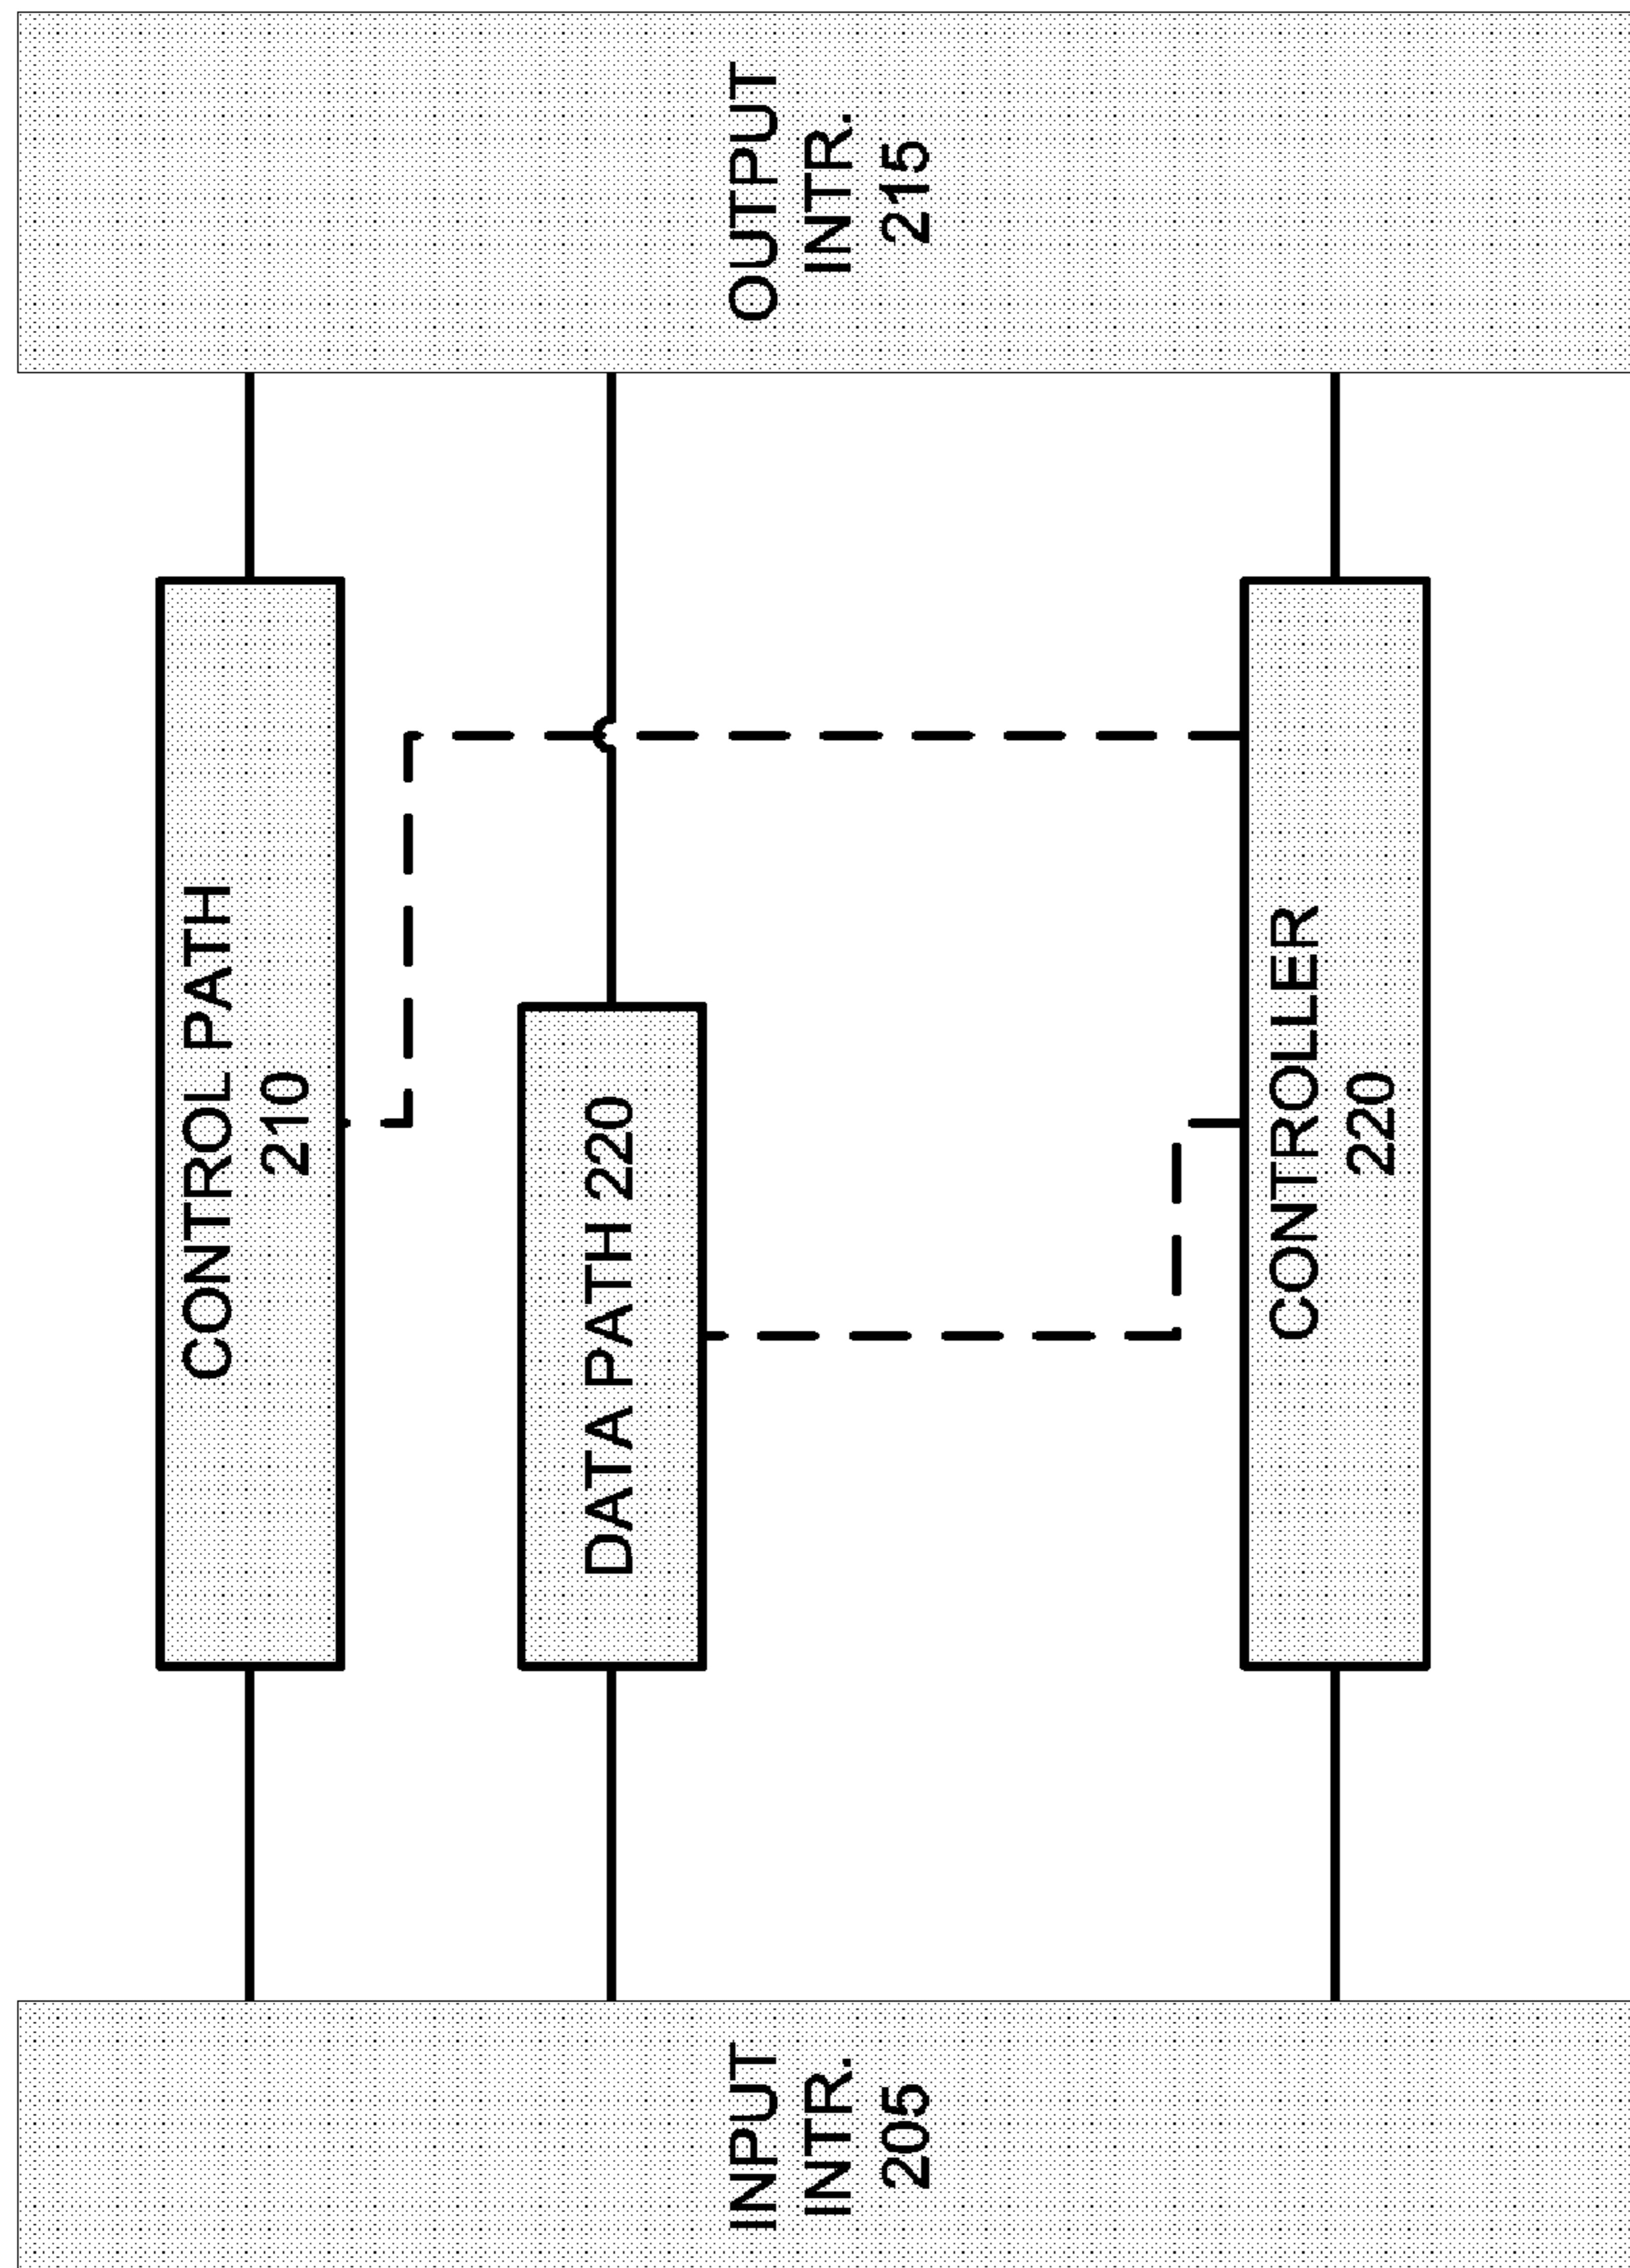 INPUT
INTR.
205
CONTROL PATH
210
DATA PATH 220
CONTROLLER
220
OUTPUT
INTR.
215